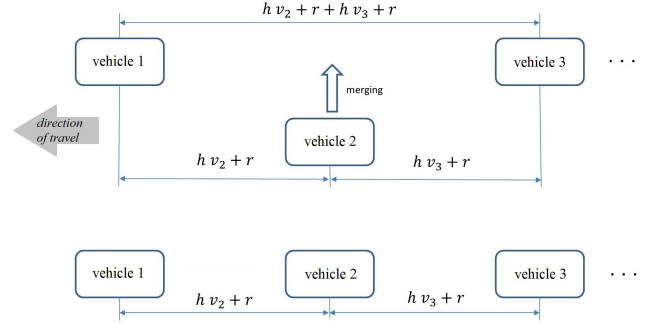 h v₂ + r + h v₃ + r
vehicle 1
vehicle 3
. . .
merging
direction
of travel
vehicle 2
h v₂ + r
h v₃ + r
vehicle 1
vehicle 2
vehicle 3
. . .
h v₂ + r
h v₃ + r